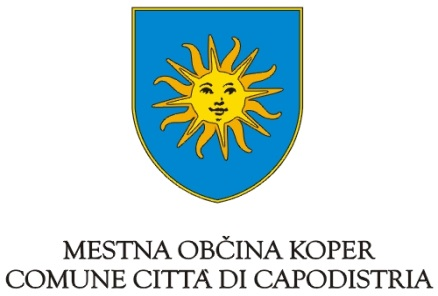 MESTNA OBČINA KOPER
COMUNE CITTÀ DI CAPODISTRIA